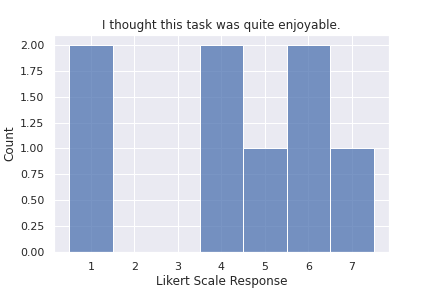 I thought this task was quite enjoyable.
2.00
1.75
1.50
1.25
1.00
0.75
0.50
0.25
0.00
Count
1 2 3 4 5 6 7
Likert Scale Response